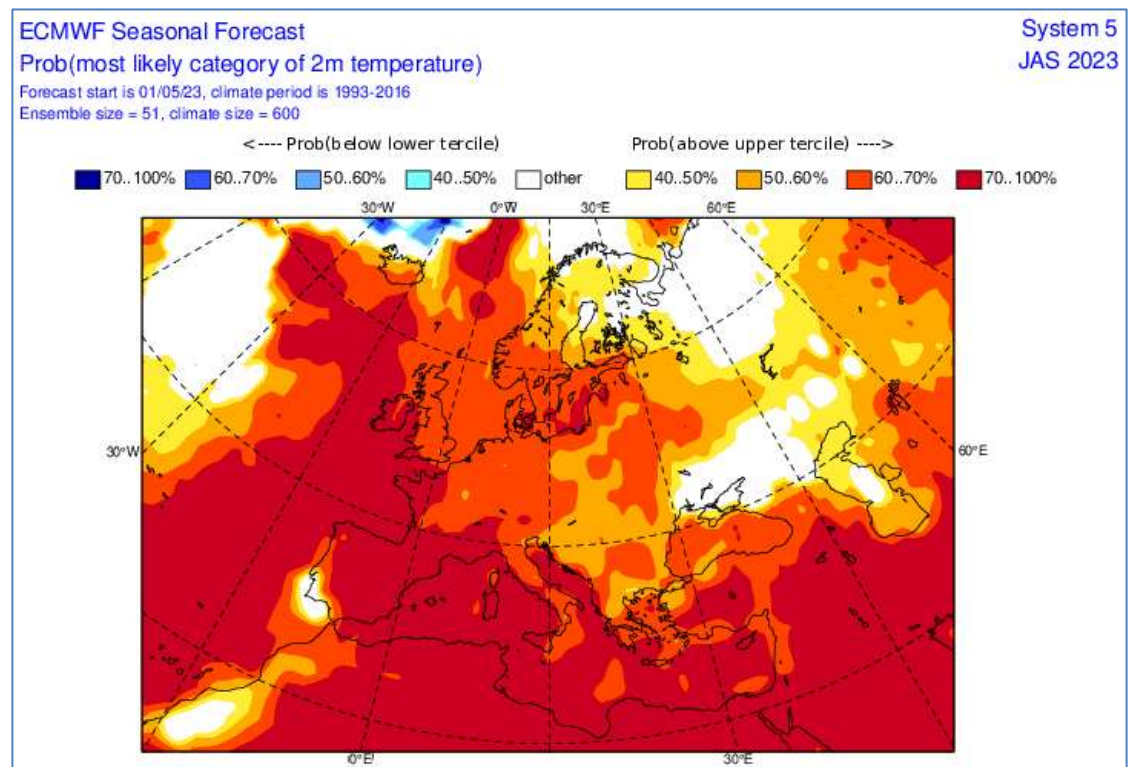 ECMWF Seasonal Forecast
System 5
Prob(most likely category of 2m temperature)
JAS 2023
Forecast start is 01/05/23, climate period is 1993-2016
Ensemble size = 51, climate size = 600
<---- Prob(below lower tercile)
Prob(above upper tercile) ---->
70..100% 60..70% 50..60% 40..50% other 40..50% 50..60% 60..70% 70..100%
30°W 0°W 30°E 60°E
30°W
60°E
0°E
30°E